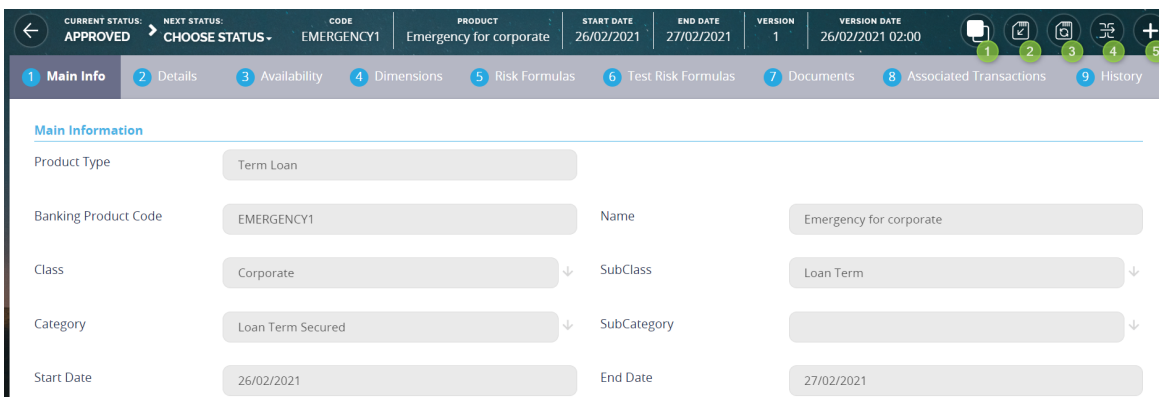 CURRENT STATUS: NEXT STATUS: CODE PRODUCT START DATE END DATE VERSION VERSION DATE
APPROVED CHOOSE STATUS EMERGENCY1 Emergency for corporate 26/02/2021 27/02/2021 1 26/02/2021 02:00
1 2 3 4 5
1 Main Info 2 Details 3 Availability 4 Dimensions 5 Risk Formulas 6 Test Risk Formulas 7 Documents 8 Associated Transactions 9 History
Main Information
Product Type Term Loan
Banking Product Code EMERGENCY1 Name Emergency for corporate
Class Corporate SubClass Loan Term
Category Loan Term Secured SubCategory
Start Date 26/02/2021 End Date 27/02/2021